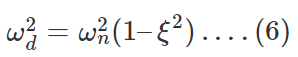 ω_d^2 = ω_n^2(1–ξ^2) . . . . (6)